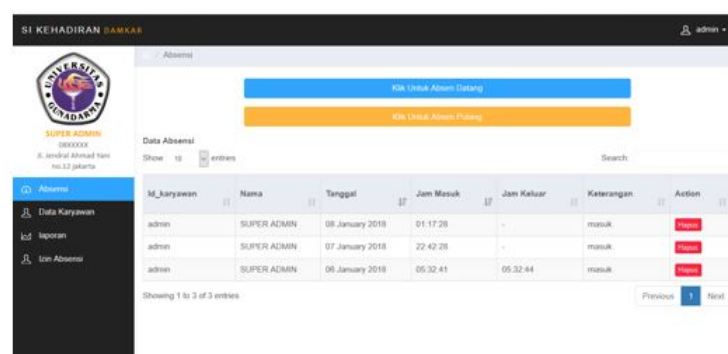 SI KEHADIRAN DAMKAR
admin
/ Absensi
UNIVERSITAS GUNADARMA
SUPER ADMIN
08XXXXX
Jl. Jendral Ahmad Yani
no.12 jakarta
Absensi
Data Karyawan
laporan
Izin Absensi
Klik Untuk Absen Datang
Klik Untuk Absen Pulang
Data Absensi
Show 10 entries Search:
Id_karyawan Nama Tanggal Jam Masuk Jam Keluar Keterangan Action
admin SUPER ADMIN 08 January 2018 01:17:28 - masuk Hapus
admin SUPER ADMIN 07 January 2018 22:42:28 - masuk Hapus
admin SUPER ADMIN 06 January 2018 05:32:41 05:32:44 masuk Hapus
Showing 1 to 3 of 3 entries
Previous 1 Next